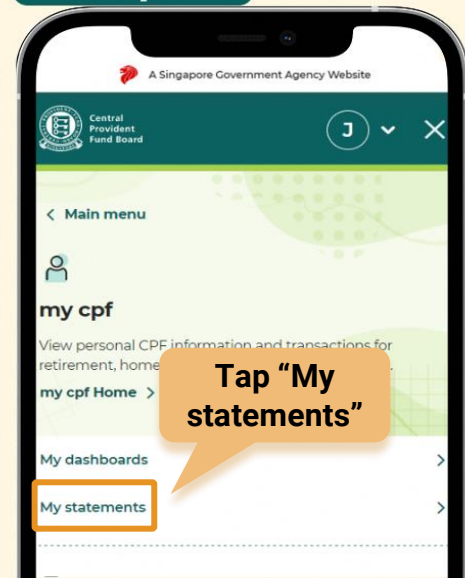 A Singapore Government Agency Website
Central
Provident
Fund Board
J
Main menu
my cpf
View personal CPF information and transactions for
retirement, home
my cpf Home
Tap “My
statements”
My dashboards
My statements